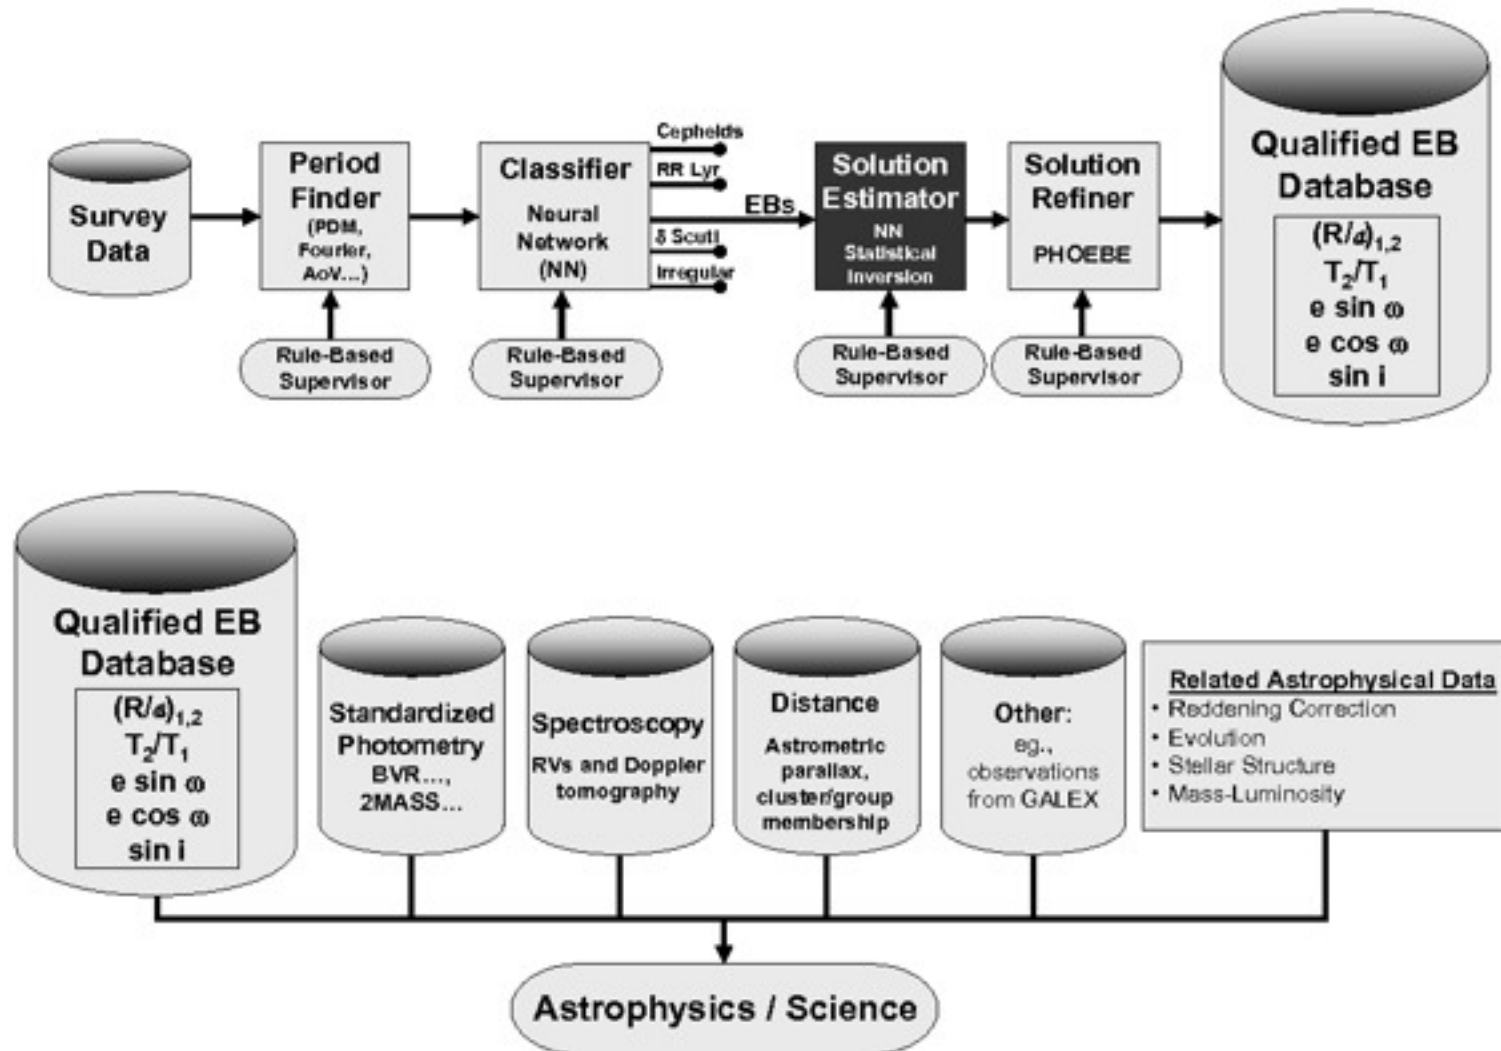 Survey
Data
Period
Finder
(PDM,
Fourier,
AoV...)
Rule-Based
Supervisor
Classifier
Neural
Network
(NN)
Rule-Based
Supervisor
Cepheids
RR Lyr
EBs
δ Scuti
Irregular
Solution
Estimator
NN
Statistical
Inversion
Rule-Based
Supervisor
Solution
Refiner
PHOEBE
Rule-Based
Supervisor
Qualified EB
Database
(R/a)1,2
T2/T1
e sin ω
e cos ω
sin i
Qualified EB
Database
(R/a)1,2
T2/T1
e sin ω
e cos ω
sin i
Standardized
Photometry
BVR...,
2MASS...
Spectroscopy
RVs and Doppler
tomography
Distance
Astrometric
parallax,
cluster/group
membership
Other:
eg.,
observations
from GALEX
Related Astrophysical Data
• Reddening Correction
• Evolution
• Stellar Structure
• Mass-Luminosity
Astrophysics / Science